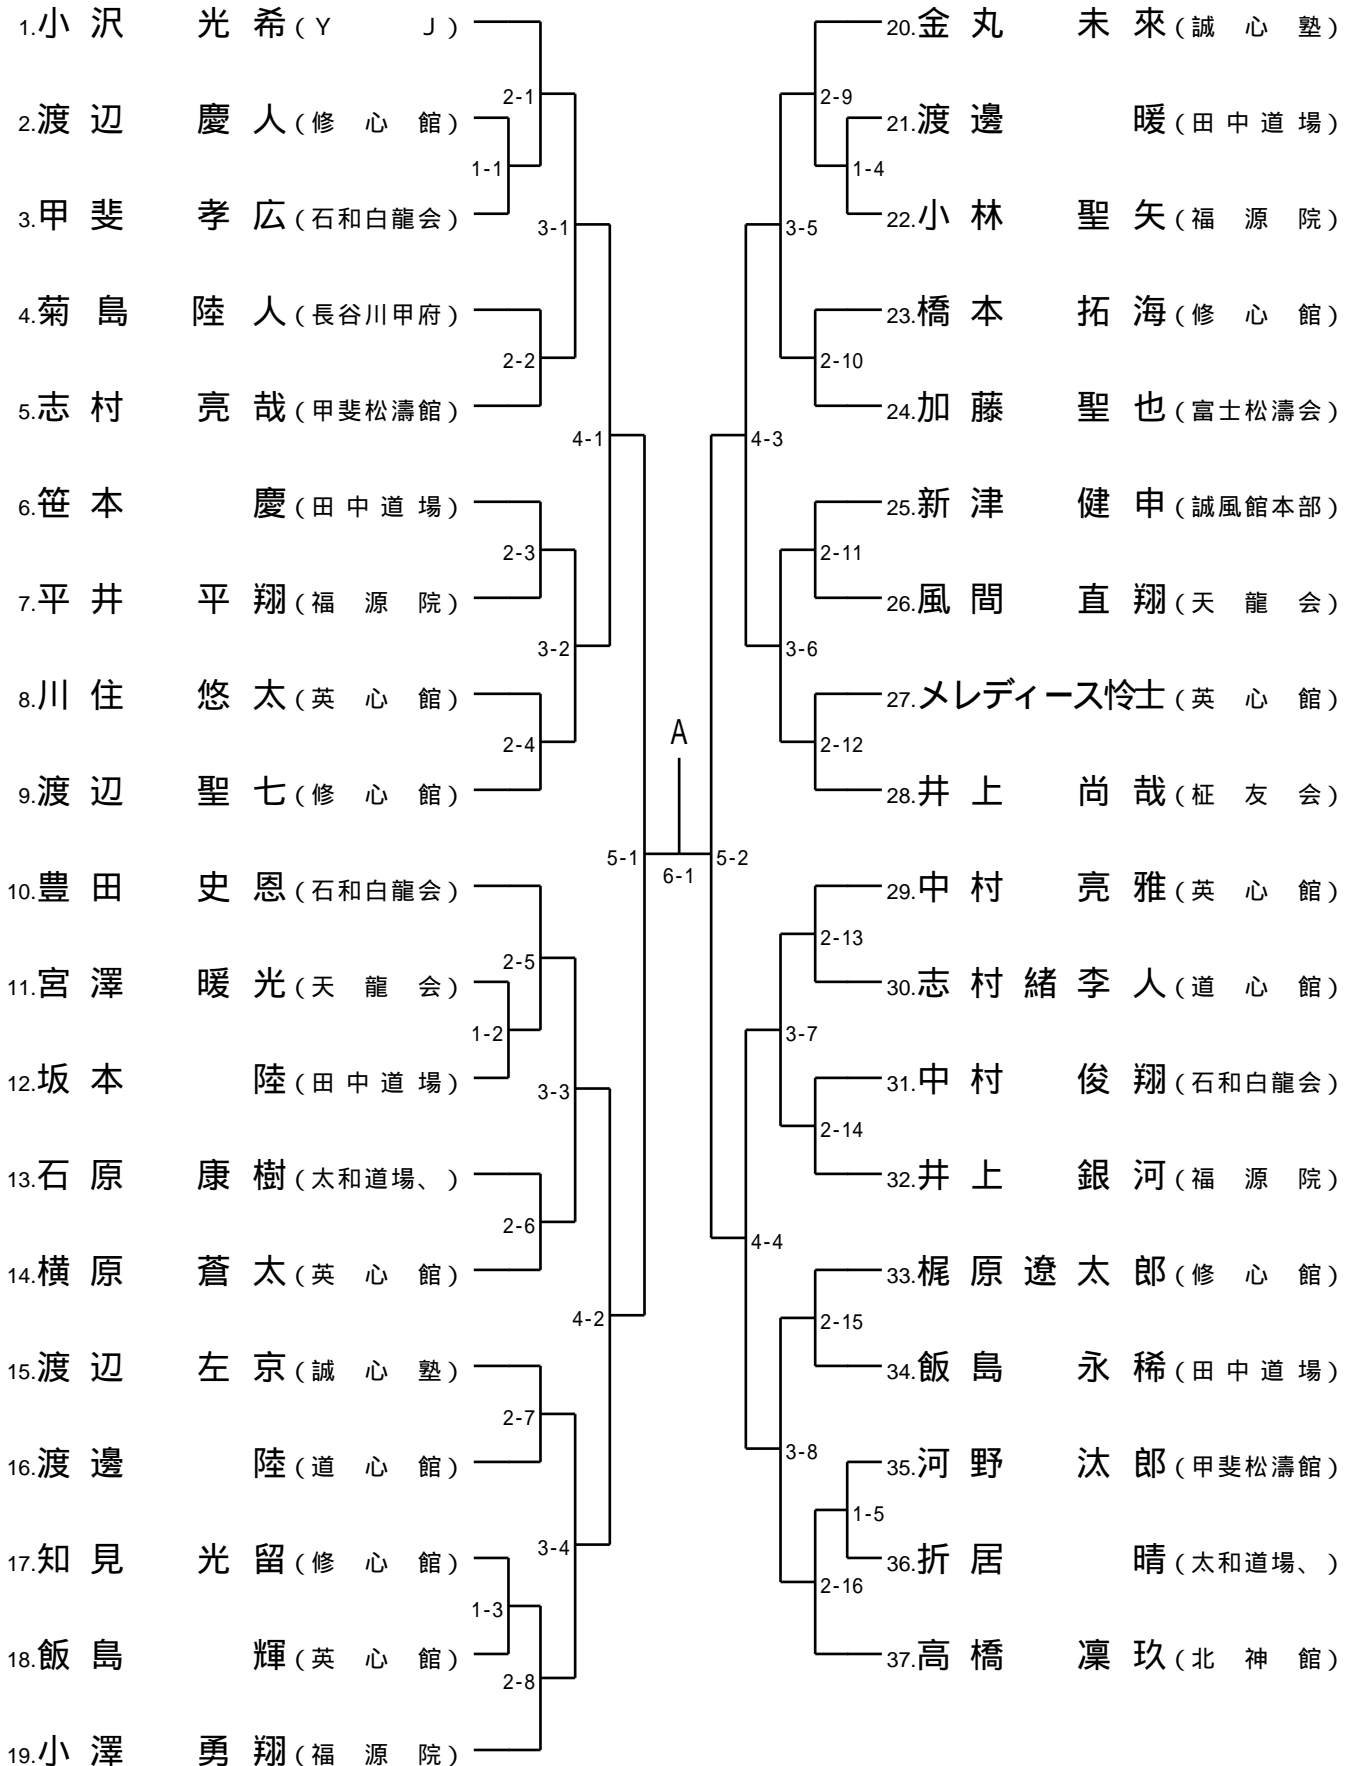 1.小沢 光希(Y J)
2.渡辺 慶人(修心館)
3.甲斐 孝広(石和白龍会)
4.菊島 陸人(長谷川甲府)
5.志村 亮哉(甲斐松濤館)
6.笹本 慶(田中道場)
7.平井 平翔(福源院)
8.川住 悠太(英心館)
9.渡辺 聖七(修心館)
10.豊田 史恩(石和白龍会)
11.宮澤 暖光(天龍会)
12.坂本 陸(田中道場)
13.石原 康樹(太和道場、)
14.横原 蒼太(英心館)
15.渡辺 左京(誠心塾)
16.渡邊 陸(道心館)
17.知見 光留(修心館)
18.飯島 輝(英心館)
19.小澤 勇翔(福源院)
1-1
1-2
1-3
2-1
2-2
2-3
2-4
2-5
2-6
2-7
2-8
3-1
3-2
3-3
3-4
4-1
4-2
5-1
A
6-1
5-2
4-3
4-4
3-5
3-6
3-7
3-8
2-9
2-10
2-11
2-12
2-13
2-14
2-15
2-16
1-4
1-5
20.金丸 未來(誠心塾)
21.渡邊 暖(田中道場)
22.小林 聖矢(福源院)
23.橋本 拓海(修心館)
24.加藤 聖也(富士松濤会)
25.新津 健申(誠風館本部)
26.風間 直翔(天龍会)
27.メレディース怜士(英心館)
28.井上 尚哉(柾友会)
29.中村 亮雅(英心館)
30.志村緒李人(道心館)
31.中村 俊翔(石和白龍会)
32.井上 銀河(福源院)
33.梶原遼太郎(修心館)
34.飯島 永稀(田中道場)
35.河野 汰郎(甲斐松濤館)
36.折居 晴(太和道場、)
37.高橋 凜玖(北神館)